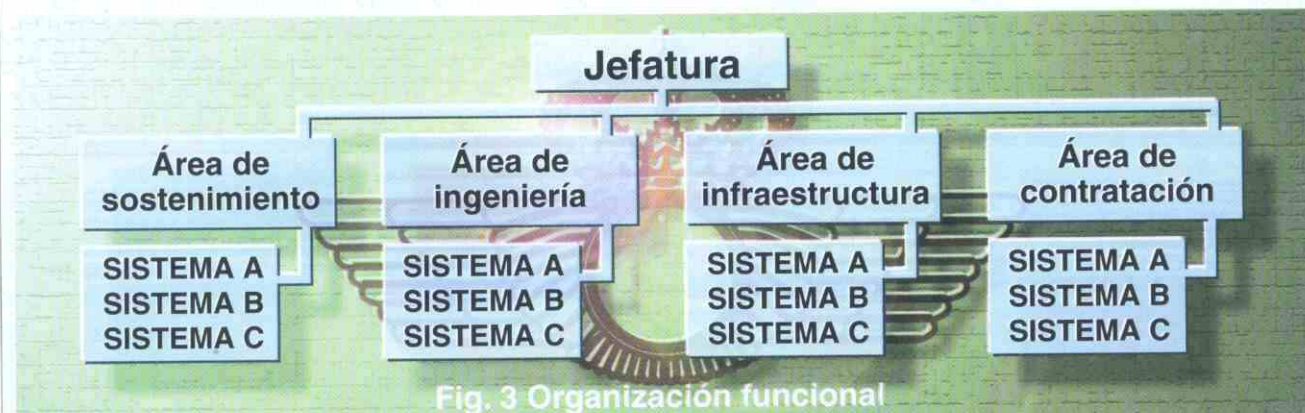 Jefatura
Área de
sostenimiento
Área de
ingeniería
Área de
infraestructura
Área de
contratación
SISTEMA A
SISTEMA B
SISTEMA C
SISTEMA A
SISTEMA B
SISTEMA C
SISTEMA A
SISTEMA B
SISTEMA C
SISTEMA A
SISTEMA B
SISTEMA C
Fig. 3 Organización funcional